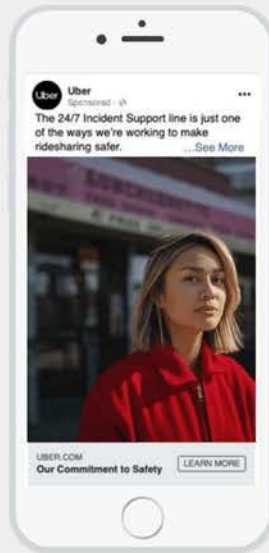 Uber
Uber
Sponsored ·
The 24/7 Incident Support line is just one
of the ways we're working to make
ridesharing safer.
...See More
UBER.COM
Our Commitment to Safety
LEARN MORE